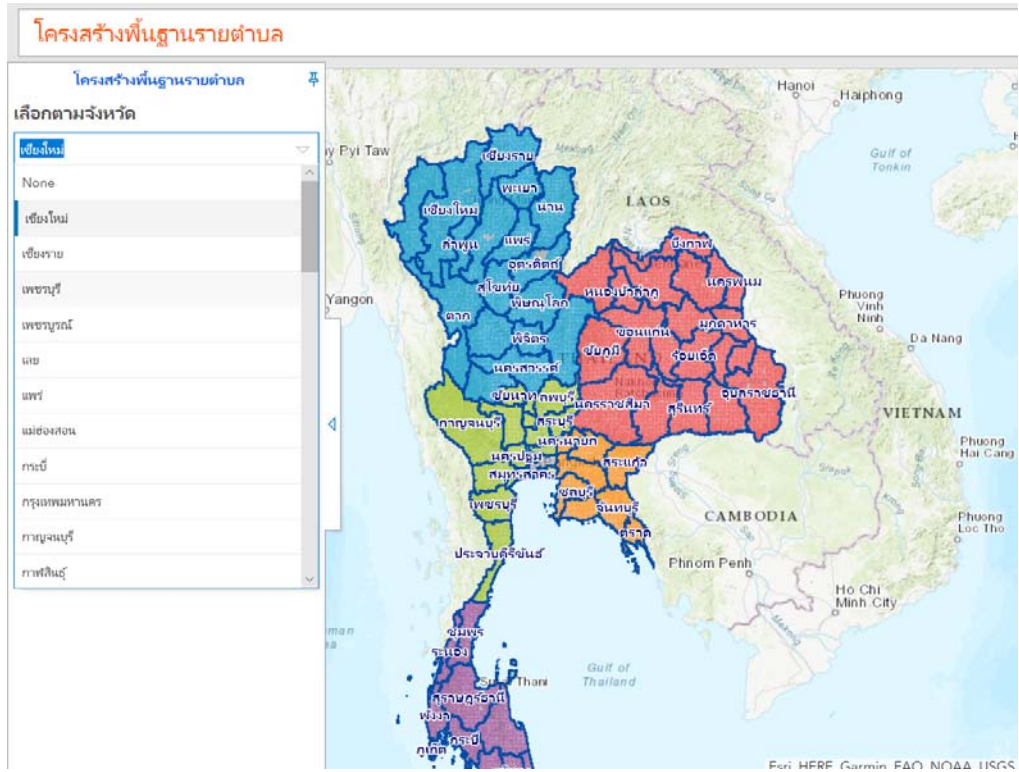 โครงสร้างพื้นฐานรายตำบล
โครงสร้างพื้นฐานรายตำบล
เลือกตามจังหวัด
เชียงใหม่
None
เชียงใหม่
เชียงราย
เพชรบุรี
เพชรบูรณ์
เลย
แพร่
แม่ฮ่องสอน
กระบี่
กรุงเทพมหานคร
กาญจนบุรี
กาฬสินธุ์
Hanoi
Haiphong
Gulf of
Tonkin
y Pyi Taw
LAOS
เชียงราย
พะเยา
เชียงใหม่
น่าน
ลำพูน
แพร่
อุตรดิตถ์
สุโขทัย
พิษณุโลก
ตาก
พิจิตร
นครสวรรค์
บึงกาฬ
หนองบัวลำภู
นครพนม
ขอนแก่น
มุกดาหาร
ชัยภูมิ
ร้อยเอ็ด
อุบลราชธานี
นครราชสีมา
สุรินทร์
Yangon
Phuong
Vinh
Ninh
Da Nang
VIETNAM
Phuong
Hai Cang
ชัยนาท
ลพบุรี
กาญจนบุรี
สระบุรี
นครนายก
นครปฐม
สมุทรสาคร
สระแก้ว
ชลบุรี
เพชรบุรี
จันทบุรี
ตราด
ประจวบคีรีขันธ์
CAMBODIA
Phuong
Loc Tho
Phnom Penh
Ho Chi
Minh City
Mekong
ชุมพร
ระนอง
Gulf of
Thailand
Thani
สุราษฎร์ธานี
พังงา
กระบี่
ภูเก็ต
Esri, HERE, Garmin, FAO, NOAA, USGS